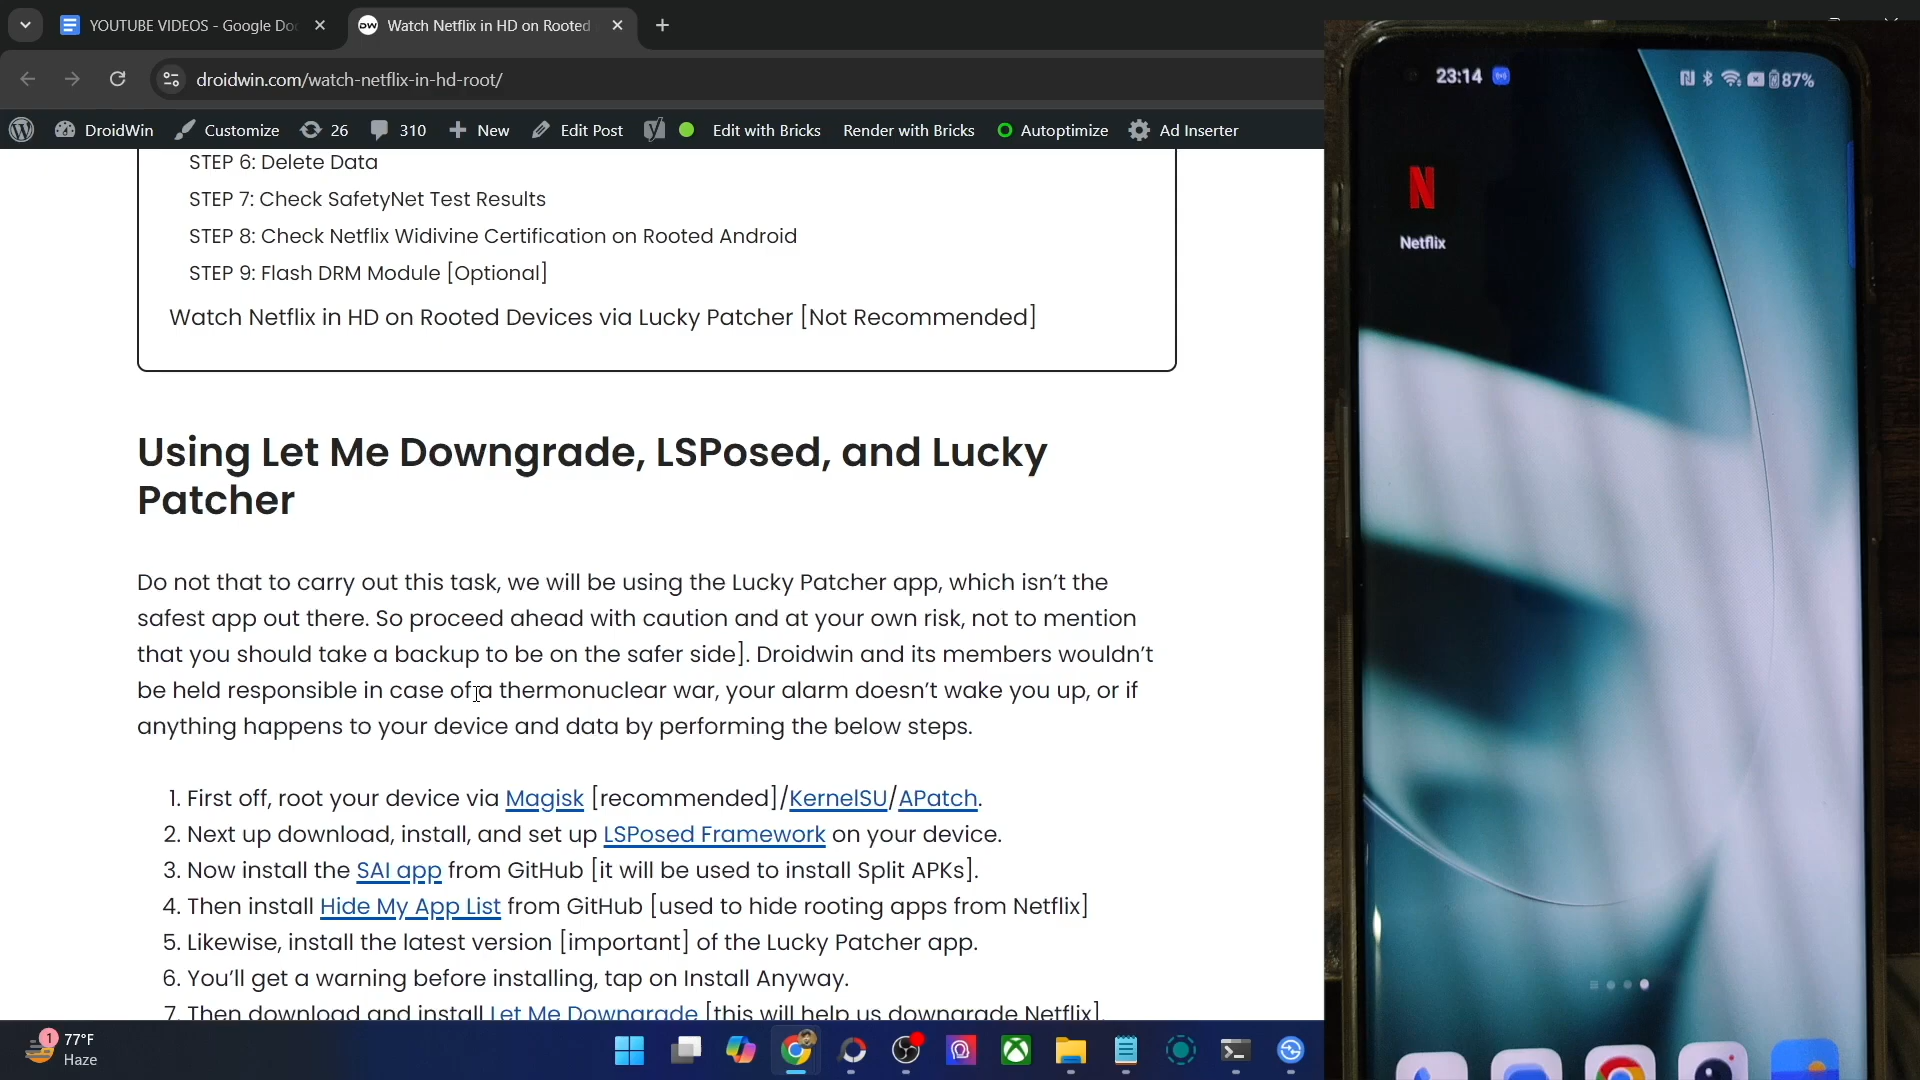 YOUTUBE VIDEOS - Google Do
Watch Netflix in HD on Rooted
droidwin.com/watch-netflix-in-hd-root/
DroidWin
Customize
26
310
New
Edit Post
Edit with Bricks
Render with Bricks
Autoptimize
Ad Inserter
STEP 6: Delete Data
STEP 7: Check SafetyNet Test Results
STEP 8: Check Netflix Widivine Certification on Rooted Android
STEP 9: Flash DRM Module [Optional]
Watch Netflix in HD on Rooted Devices via Lucky Patcher [Not Recommended]
Using Let Me Downgrade, LSPosed, and Lucky
Patcher
Do not that to carry out this task, we will be using the Lucky Patcher app, which isn't the
safest app out there. So proceed ahead with caution and at your own risk, not to mention
that you should take a backup to be on the safer side]. Droidwin and its members wouldn't
be held responsible in case of a thermonuclear war, your alarm doesn't wake you up, or if
anything happens to your device and data by performing the below steps.
1. First off, root your device via Magisk [recommended]/KernelSU/APatch.
2. Next up download, install, and set up LSPosed Framework on your device.
3. Now install the SAI app from GitHub [it will be used to install Split APKs].
4. Then install Hide My App List from GitHub [used to hide rooting apps from Netflix]
5. Likewise, install the latest version [important] of the Lucky Patcher app.
6. You'll get a warning before installing, tap on Install Anyway.
7. Then download and install Let Me Downgrade [this will help us downgrade Netflix].
1
77°F
Haze
23:14
87%
N
Netflix